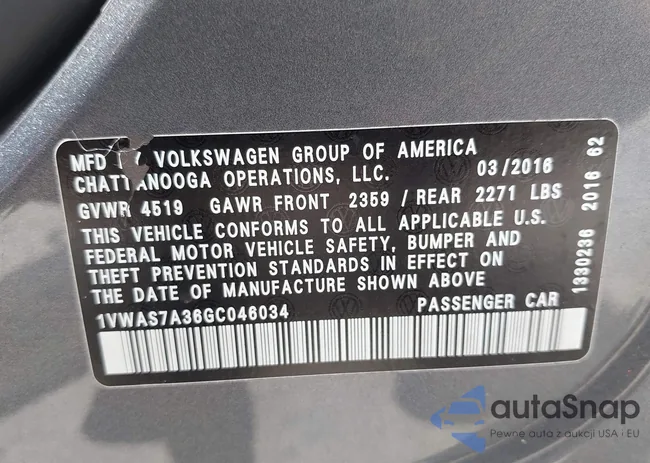 MFD VOLKSWAGEN GROUP OF AMERICA
CHATTANOOGA OPERATIONS, LLC. 03/2016
GVWR 4519 GAWR FRONT 2359 / REAR 2271 LBS
THIS VEHICLE CONFORMS TO ALL APPLICABLE U.S.
FEDERAL MOTOR VEHICLE SAFETY, BUMPER AND
THEFT PREVENTION STANDARDS IN EFFECT ON
THE DATE OF MANUFACTURE SHOWN ABOVE
1VWAS7A36GC046034 PASSENGER CAR
1330236 2016 62
autaSnap
Pewne auta z aukcji USA i EU